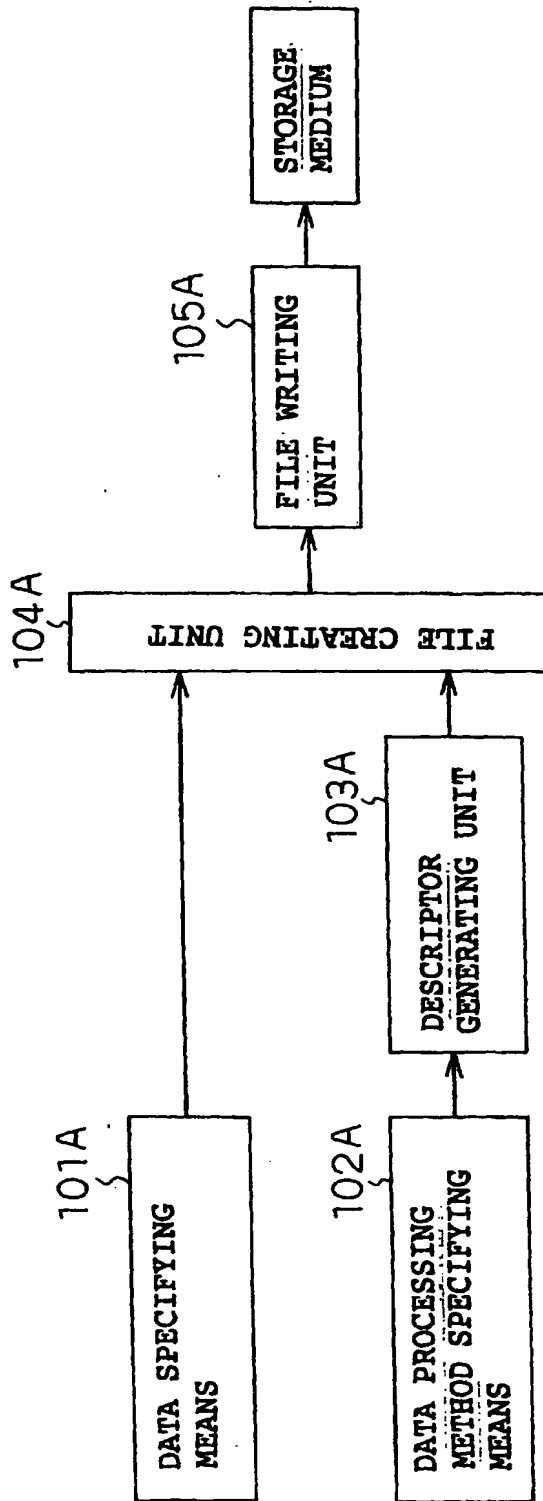 101A
DATA SPECIFYING
MEANS
102A
DATA PROCESSING
METHOD SPECIFYING
MEANS
103A
DESCRIPTOR
GENERATING UNIT
104A
FILE CREATING UNIT
105A
FILE WRITING
UNIT
STORAGE
MEDIUM